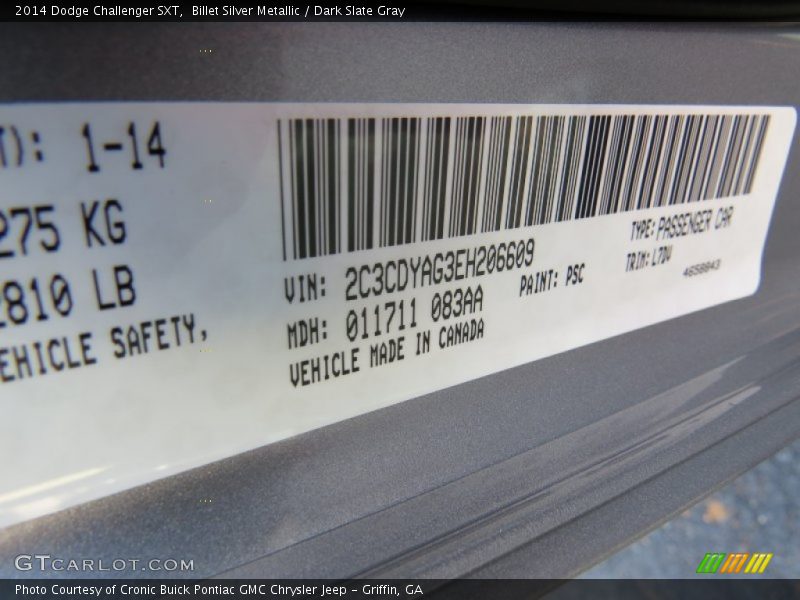 2014 Dodge Challenger SXT,  Billet Silver Metallic / Dark Slate Gray
T): 1-14
275 KG
2810 LB
EHICLE SAFETY,
VIN: 2C3CDYAG3EH206609
MDH: 011711 083AA
VEHICLE MADE IN CANADA
PAINT: PSC
TYPE: PASSENGER CAR
TRIM: L7DV
4658843
GTCARLOT.COM
Photo Courtesy of Cronic Buick Pontiac GMC Chrysler Jeep - Griffin, GA